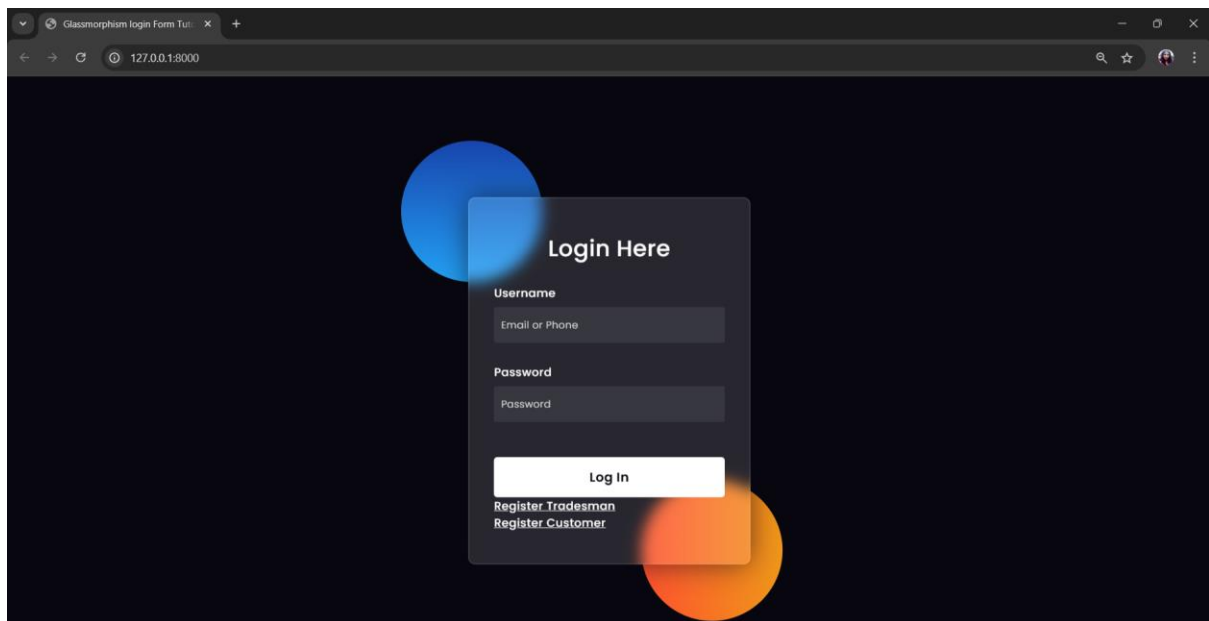 Glassmorphism login Form Tut
127.0.0.1:8000
Login Here
Username
Email or Phone
Password
Password
Log In
Register Tradesman
Register Customer